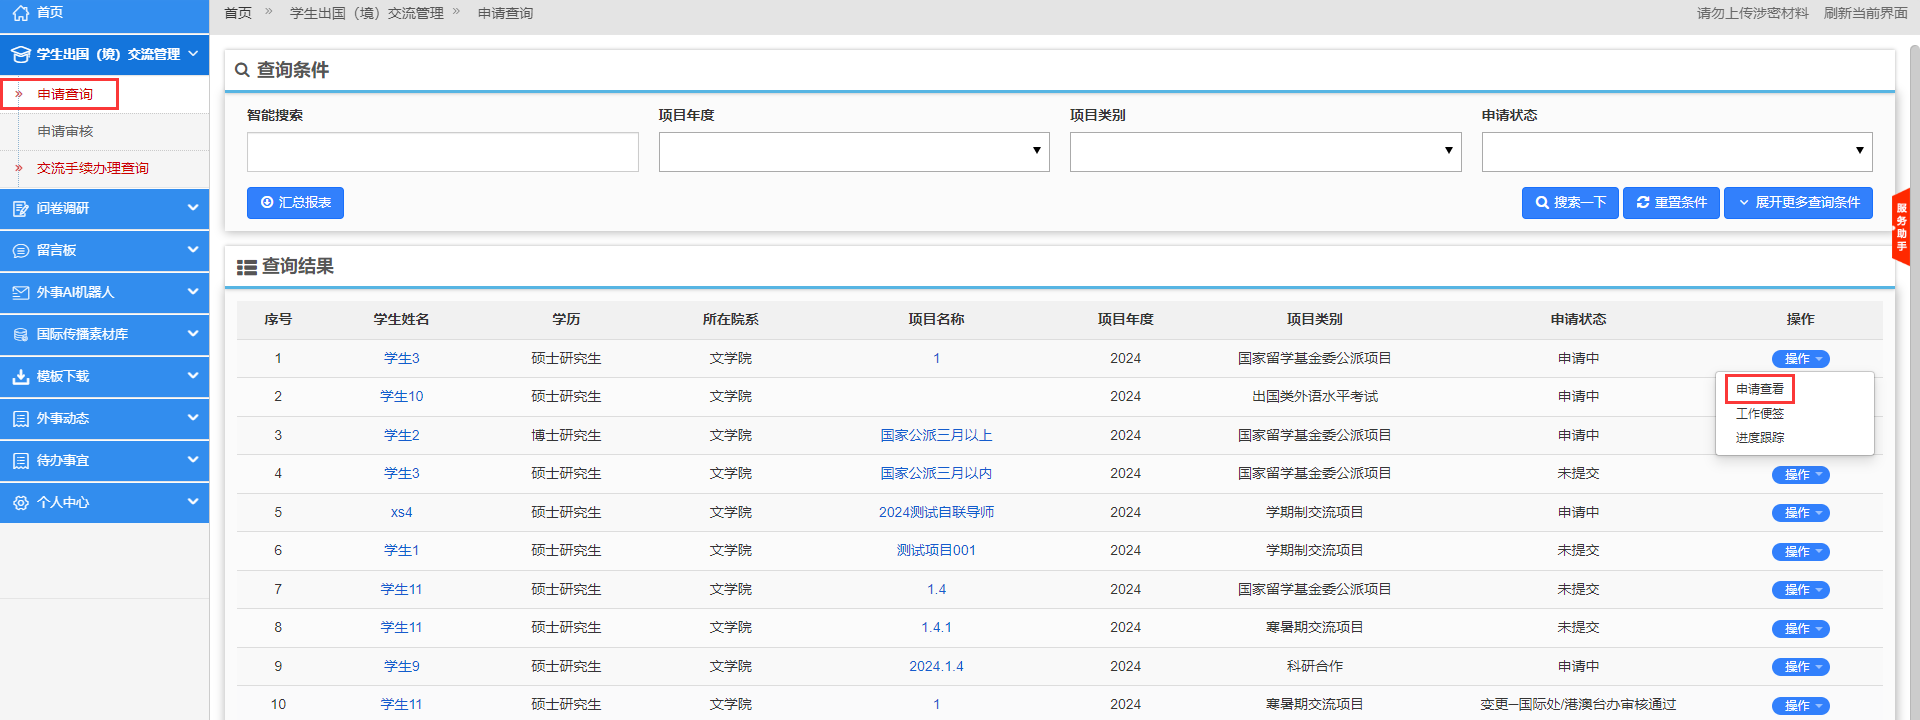 首页
学生出国（境）交流管理
申请查询
申请审核
交流手续办理查询
问卷调研
留言板
外事AI机器人
国际传播素材库
模板下载
外事动态
待办事宜
个人中心
首页 » 学生出国（境）交流管理 » 申请查询
请勿上传涉密材料 刷新当前界面
查询条件
智能搜索 项目年度 项目类别 申请状态
汇总报表 搜索一下 重置条件 展开更多查询条件
服务助手
查询结果
序号 学生姓名 学历 所在院系 项目名称 项目年度 项目类别 申请状态 操作
1 学生3 硕士研究生 文学院 1 2024 国家留学基金委公派项目 申请中 操作
申请查看
工作便签
进度跟踪
2 学生10 硕士研究生 文学院 2024 出国类外语水平考试 申请中
3 学生2 博士研究生 文学院 国家公派三月以上 2024 国家留学基金委公派项目 申请中
4 学生3 硕士研究生 文学院 国家公派三月以内 2024 国家留学基金委公派项目 未提交 操作
5 xs4 硕士研究生 文学院 2024测试自联导师 2024 学期制交流项目 申请中 操作
6 学生1 硕士研究生 文学院 测试项目001 2024 学期制交流项目 未提交 操作
7 学生11 硕士研究生 文学院 1.4 2024 国家留学基金委公派项目 未提交 操作
8 学生11 硕士研究生 文学院 1.4.1 2024 寒暑期交流项目 未提交 操作
9 学生9 硕士研究生 文学院 2024.1.4 2024 科研合作 申请中 操作
10 学生11 硕士研究生 文学院 1 2024 寒暑期交流项目 变更—国际处/港澳台办审核通过 操作